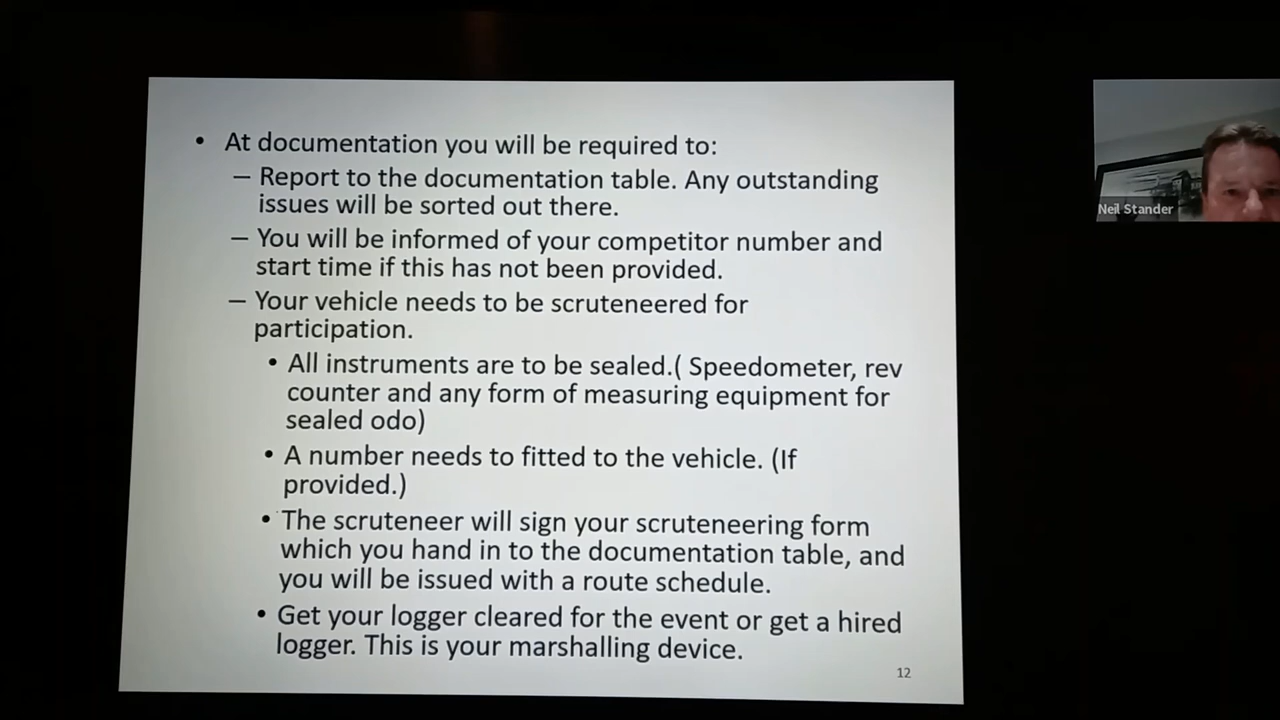 • At documentation you will be required to:
– Report to the documentation table. Any outstanding
issues will be sorted out there.
– You will be informed of your competitor number and
start time if this has not been provided.
– Your vehicle needs to be scruteneered for
participation.
• All instruments are to be sealed.( Speedometer, rev
counter and any form of measuring equipment for
sealed odo)
• A number needs to fitted to the vehicle. (If
provided.)
• The scruteneer will sign your scruteneering form
which you hand in to the documentation table, and
you will be issued with a route schedule.
• Get your logger cleared for the event or get a hired
logger. This is your marshalling device.
12
Neil Stander